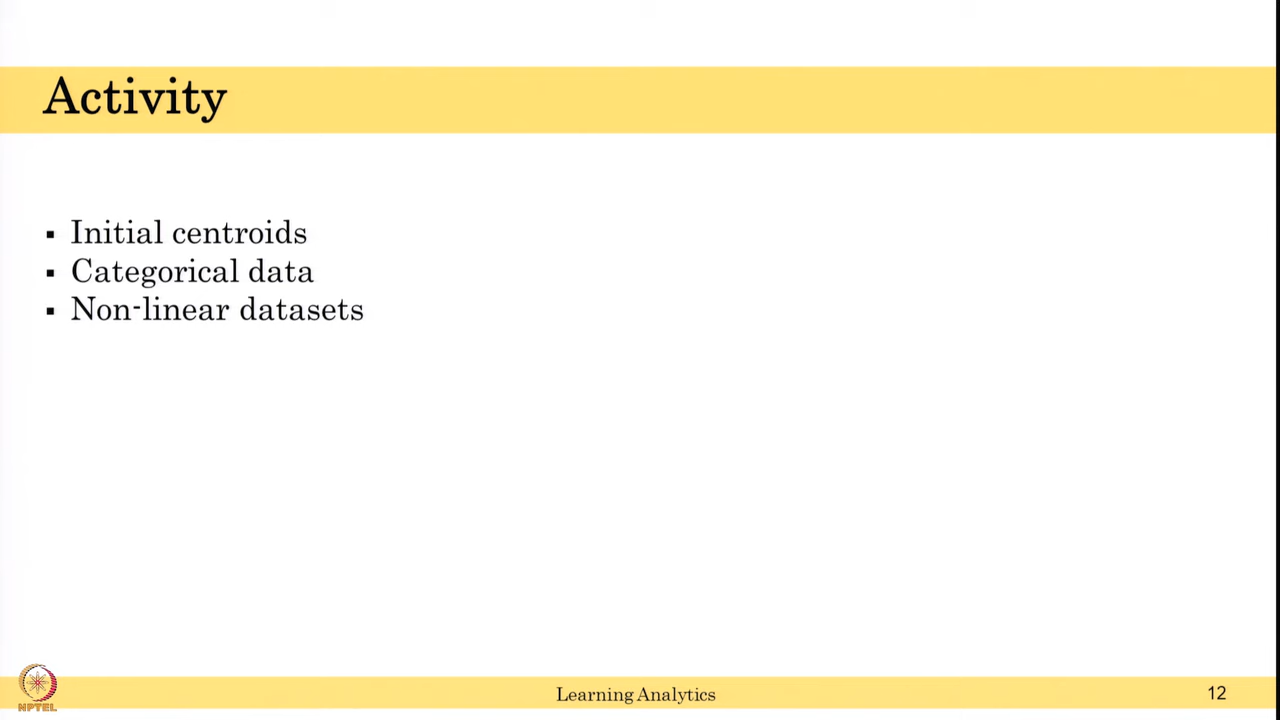 Activity
▪ Initial centroids
▪ Categorical data
▪ Non-linear datasets
NPTEL
Learning Analytics
12